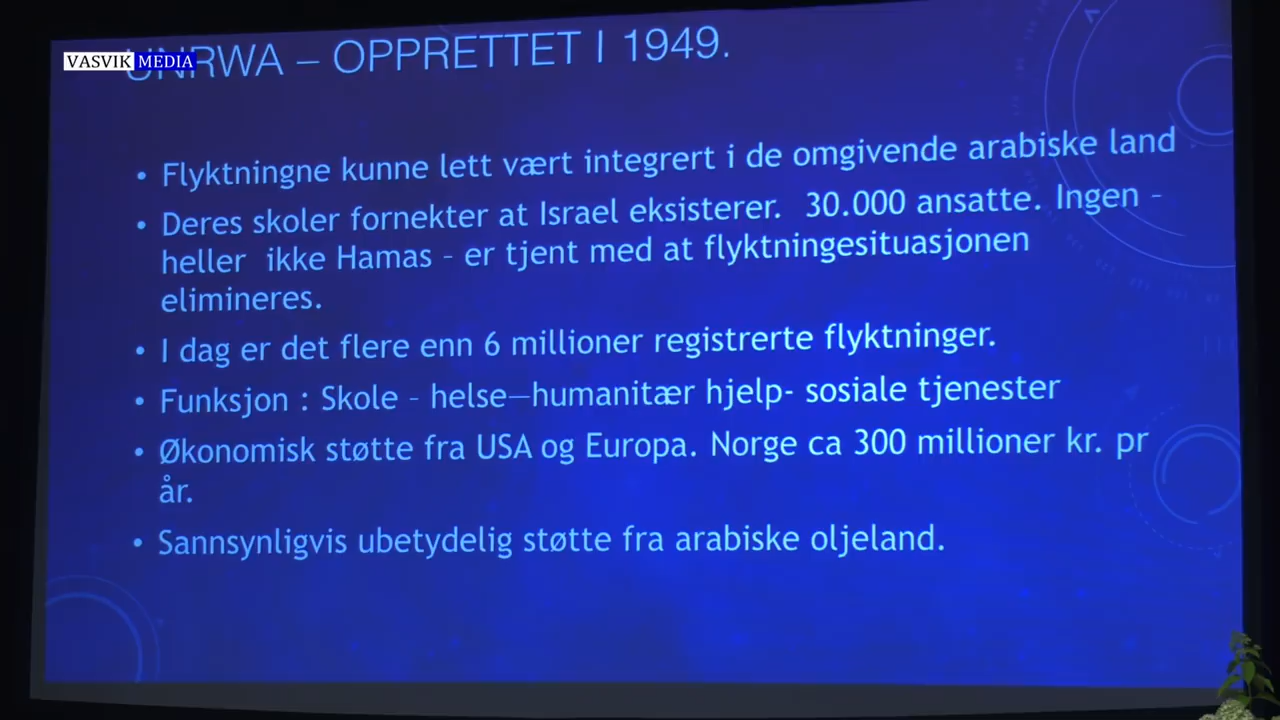 VASVIK MEDIA
UNRWA – OPPRETTET I 1949.
• Flyktningne kunne lett vært integrert i de omgivende arabiske land
• Deres skoler fornekter at Israel eksisterer. 30.000 ansatte. Ingen –
heller ikke Hamas – er tjent med at flyktningesituasjonen
elimineres.
• I dag er det flere enn 6 millioner registrerte flyktninger.
• Funksjon : Skole – helse—humanitær hjelp- sosiale tjenester
• Økonomisk støtte fra USA og Europa. Norge ca 300 millioner kr. pr
år.
• Sannsynligvis ubetydelig støtte fra arabiske oljeland.